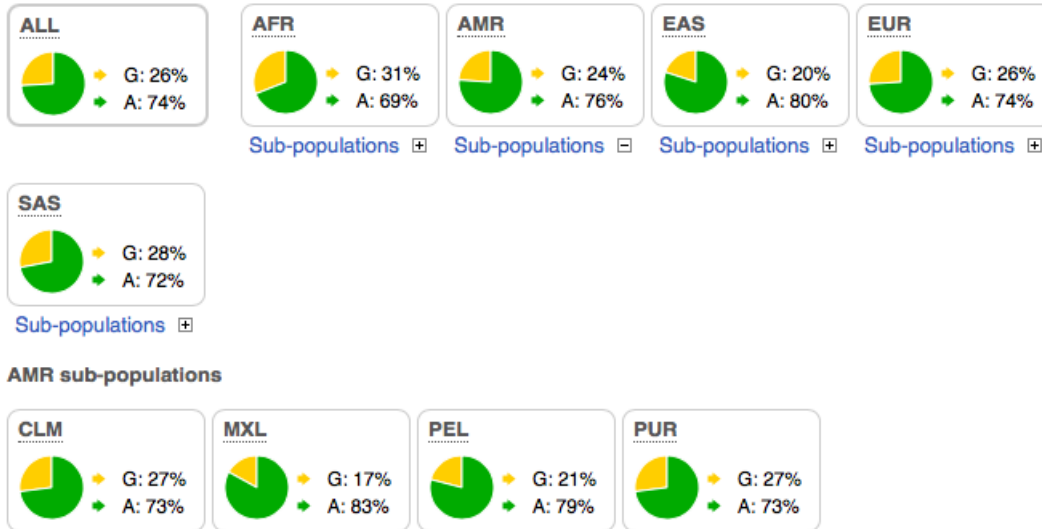 ALL
G: 26%
A: 74%
AFR
G: 31%
A: 69%
Sub-populations
AMR
G: 24%
A: 76%
Sub-populations
EAS
G: 20%
A: 80%
Sub-populations
EUR
G: 26%
A: 74%
Sub-populations
SAS
G: 28%
A: 72%
Sub-populations
AMR sub-populations
CLM
G: 27%
A: 73%
MXL
G: 17%
A: 83%
PEL
G: 21%
A: 79%
PUR
G: 27%
A: 73%